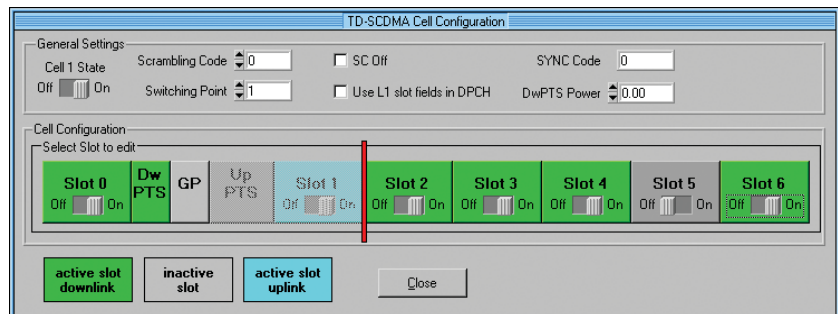 TD-SCDMA Cell Configuration
General Settings
Cell 1 State
Off On
Scrambling Code 0
Switching Point 1
SC Off
Use L1 slot fields in DPCH
SYNC Code 0
DwPTS Power 0.00
Cell Configuration
Select Slot to edit
Slot 0
Off On
Dw
PTS
GP
Up
PTS
Slot 1
Off On
Slot 2
Off On
Slot 3
Off On
Slot 4
Off On
Slot 5
Off On
Slot 6
Off On
active slot
downlink
inactive
slot
active slot
uplink
Close